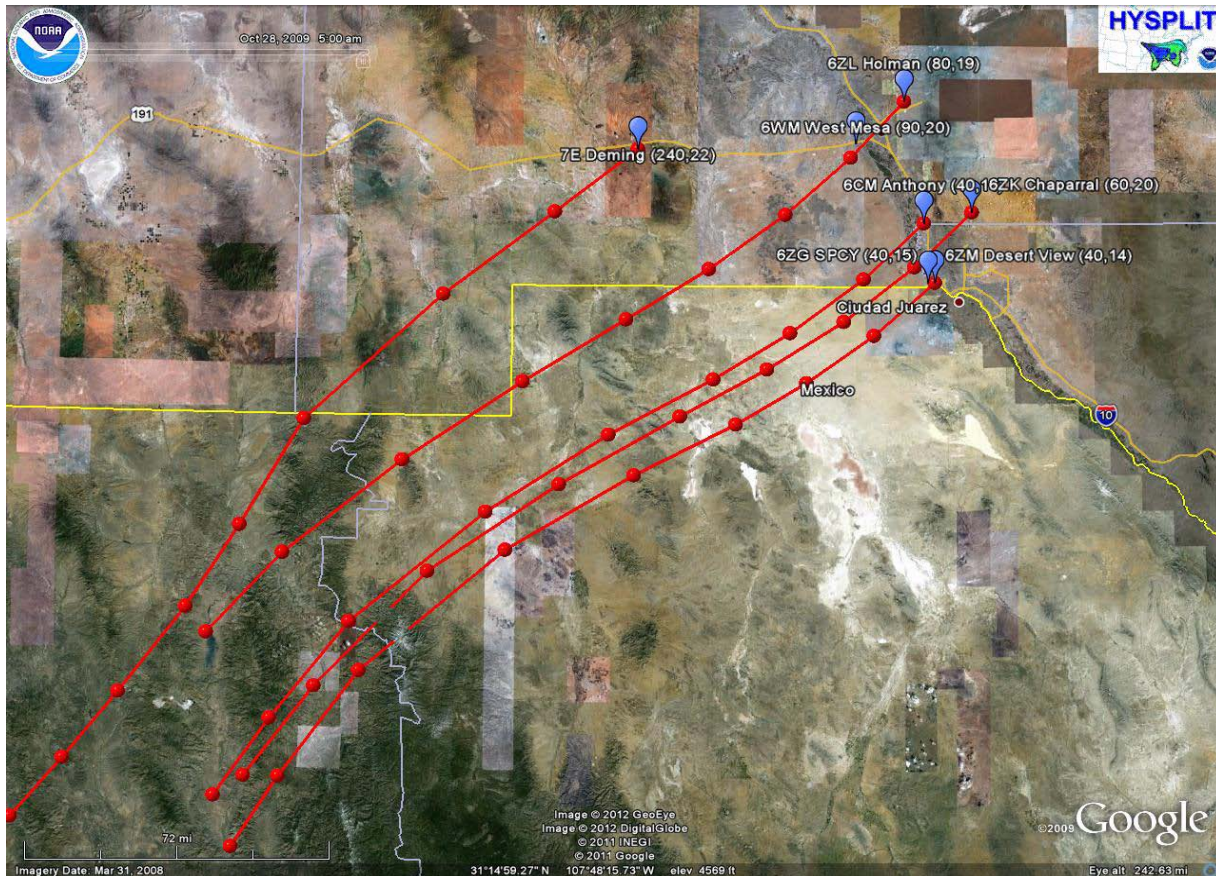 NOAA
Oct 28, 2009 5:00 am
HYSPLIT
6ZL Holman (80,19)
191
6WM West Mesa (90,20)
7E Deming (240,22)
6CM Anthony (40,16)
6ZK Chaparral (60,20)
6ZG SPCY (40,15)
6ZM Desert View (40,14)
Ciudad Juarez
Mexico
10
Image © 2012 GeoEye
Image © 2012 DigitalGlobe
© 2011 INEGI
© 2011 Google
72 mi
©2009 Google
Imagery Date: Mar 31, 2008
31°14'59.27" N 107°48'15.73" W elev 4569 ft
Eye alt 242.63 mi